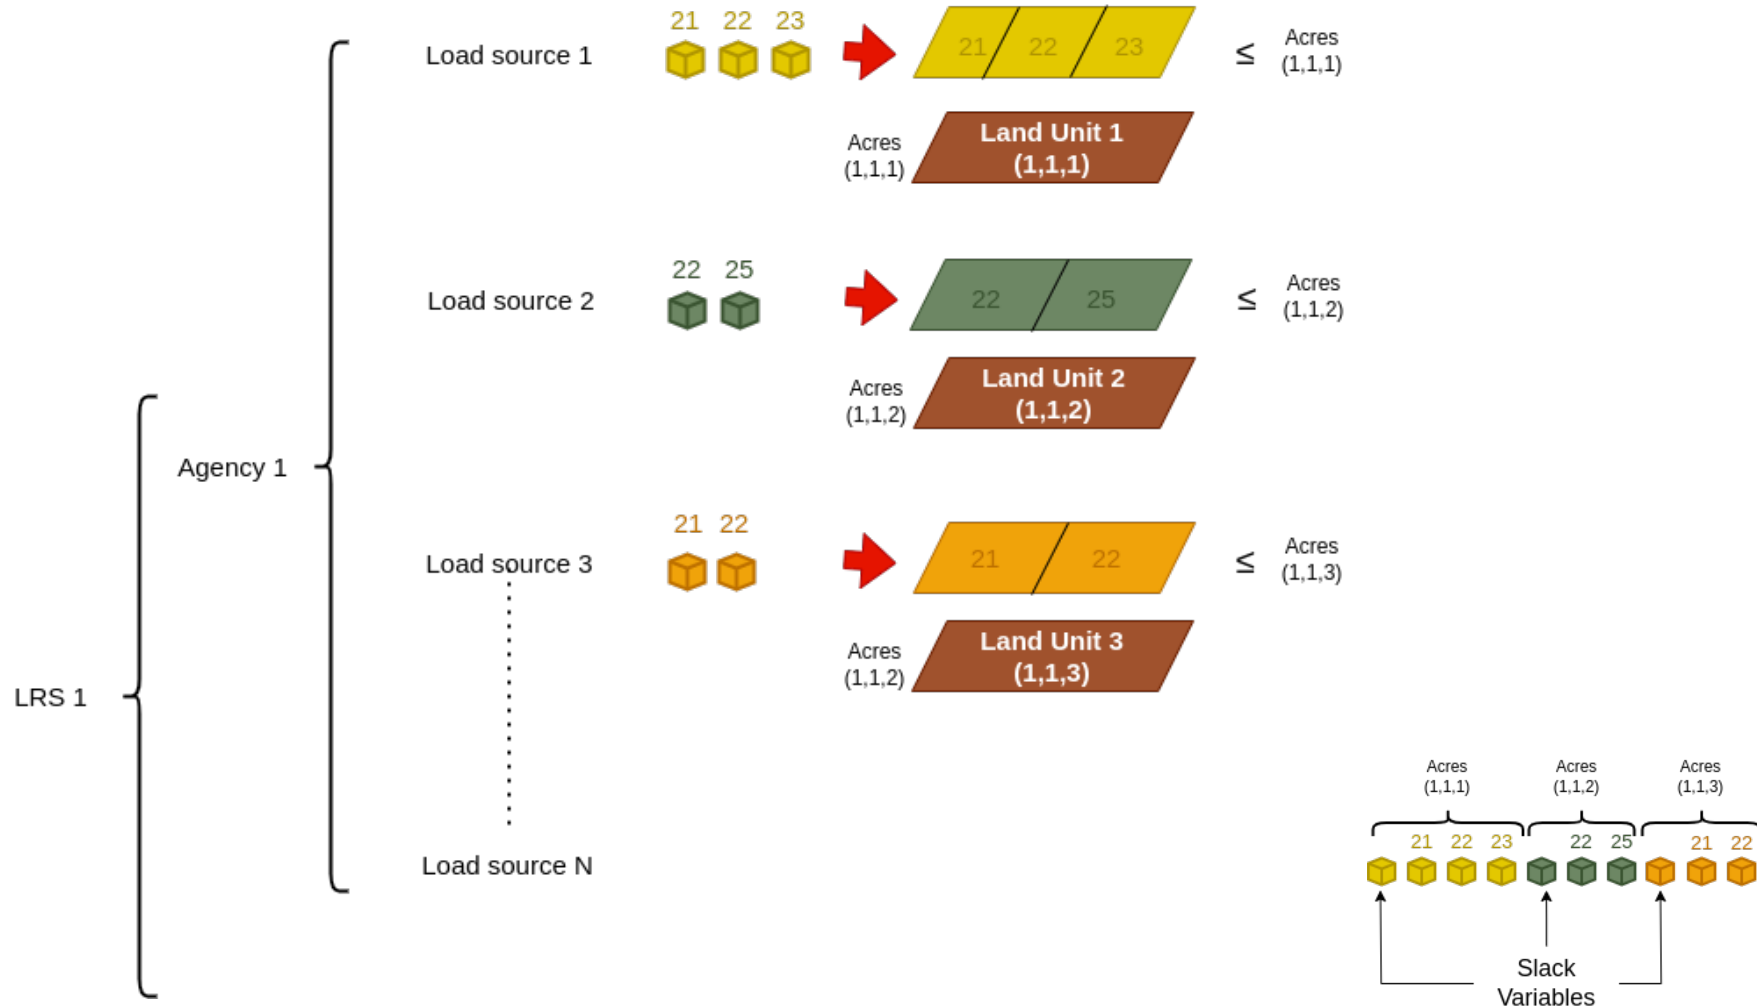 21 22 23
Load source 1
21 22 23
≤
Acres
(1,1,1)
Acres
(1,1,1)
Land Unit 1
(1,1,1)
22 25
Load source 2
22 25
≤
Acres
(1,1,2)
Acres
(1,1,2)
Land Unit 2
(1,1,2)
Agency 1
21 22
Load source 3
21 22
≤
Acres
(1,1,3)
Acres
(1,1,2)
Land Unit 3
(1,1,3)
LRS 1
Load source N
Acres
(1,1,1)
Acres
(1,1,2)
Acres
(1,1,3)
21 22 23 22 25 21 22
Slack
Variables